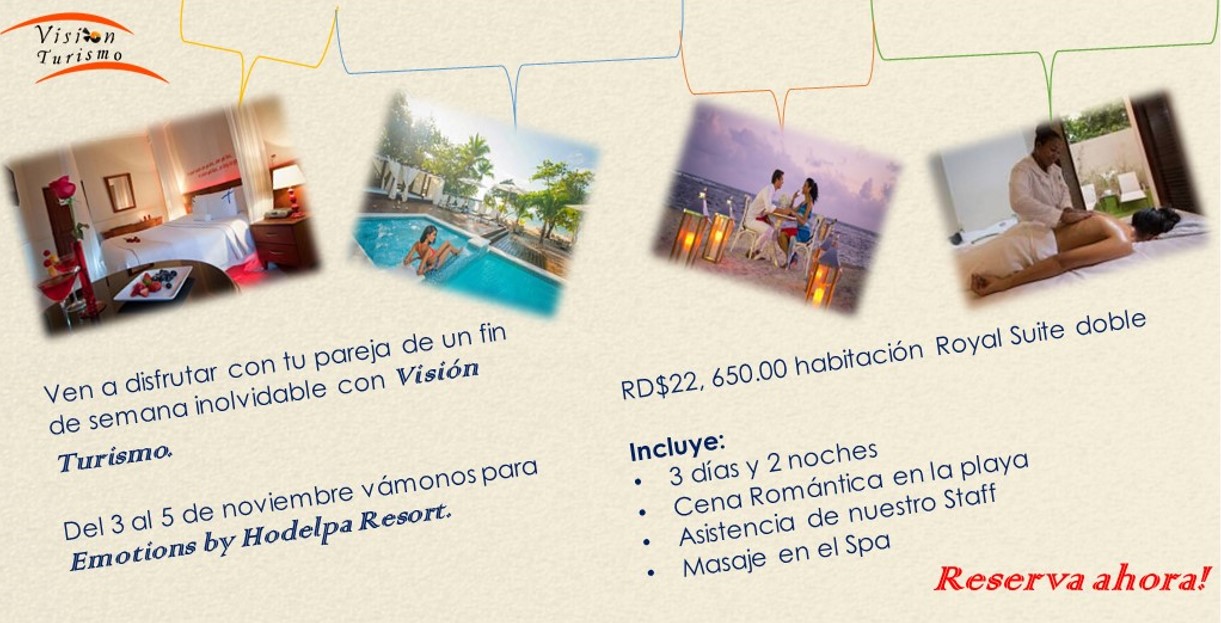 Visión
Turismo
Ven a disfrutar con tu pareja de un fin
de semana inolvidable con Visión
Turismo.
Del 3 al 5 de noviembre vámonos para
Emotions by Hodelpa Resort.
RD$22, 650.00 habitación Royal Suite doble
Incluye:
• 3 días y 2 noches
• Cena Romántica en la playa
• Asistencia de nuestro Staff
• Masaje en el Spa
Reserva ahora!